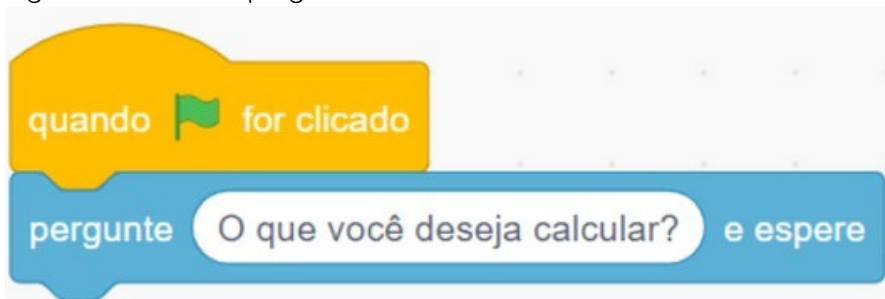 quando for clicado
pergunte O que você deseja calcular? e espere